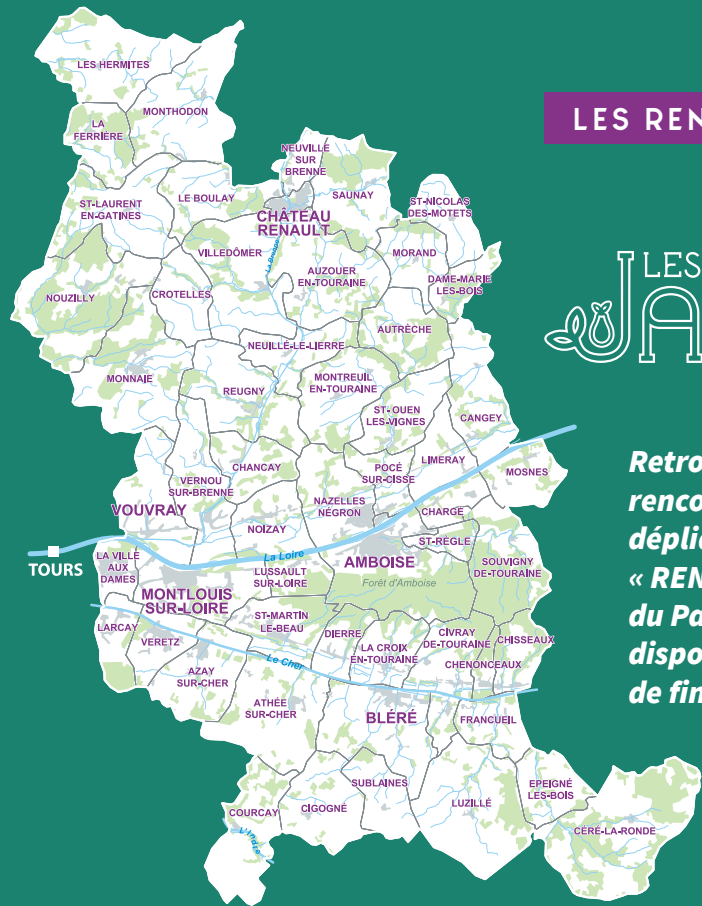 LES HERMITES
MONTHODON
LA
FERRIÈRE
NEUVILLE
SUR
BRENNE
SAUNAY
ST-LAURENT
EN-GATINES
LE BOULAY
CHÂTEAU
RENAULT
ST-NICOLAS
DES-MOTETS
VILLEDÔMER
La Brenne
MORAND
NOUZILLY
CROTELLES
AUZOUER
EN-TOURAINE
DAME-MARIE
LES-BOIS
AUTRÈCHE
NEUILLÉ-LE-LIERRE
MONNAIE
REUGNY
MONTREUIL
EN-TOURAINE
ST-OUEN
LES-VIGNES
CANGEY
CHANCAY
POCÉ
SUR-CISSE
LIMERAY
MOSNES
VERNOU
SUR-BRENNE
VOUVRAY
NAZELLES
NÉGRON
CHARGÉ
NOIZAY
ST-RÈGLE
TOURS
LA VILLE
AUX
DAMES
La Loire
AMBOISE
SOUVIGNY
DE-TOURAINE
LUSSAULT
SUR-LOIRE
Forêt d'Amboise
MONTLOUIS
SUR-LOIRE
ST-MARTIN
LE-BEAU
LARCAY
VERETZ
DIERRE
LA CROIX
EN-TOURAINE
CIVRAY
DE-TOURAINE
CHISSEAUX
CHENONCEAUX
AZAY
SUR-CHER
Le Cher
ATHÉE
SUR-CHER
BLÉRÉ
FRANCUEIL
SUBLAINES
EPEIGNÉ
LES-BOIS
COURCAY
CIGOGNÉ
LUZILLÉ
CÉRÉ-LA-RONDE
L'Indre
LES REN
LES
JA
Retro
renco
déplia
« REN
du Pa
dispo
de fin